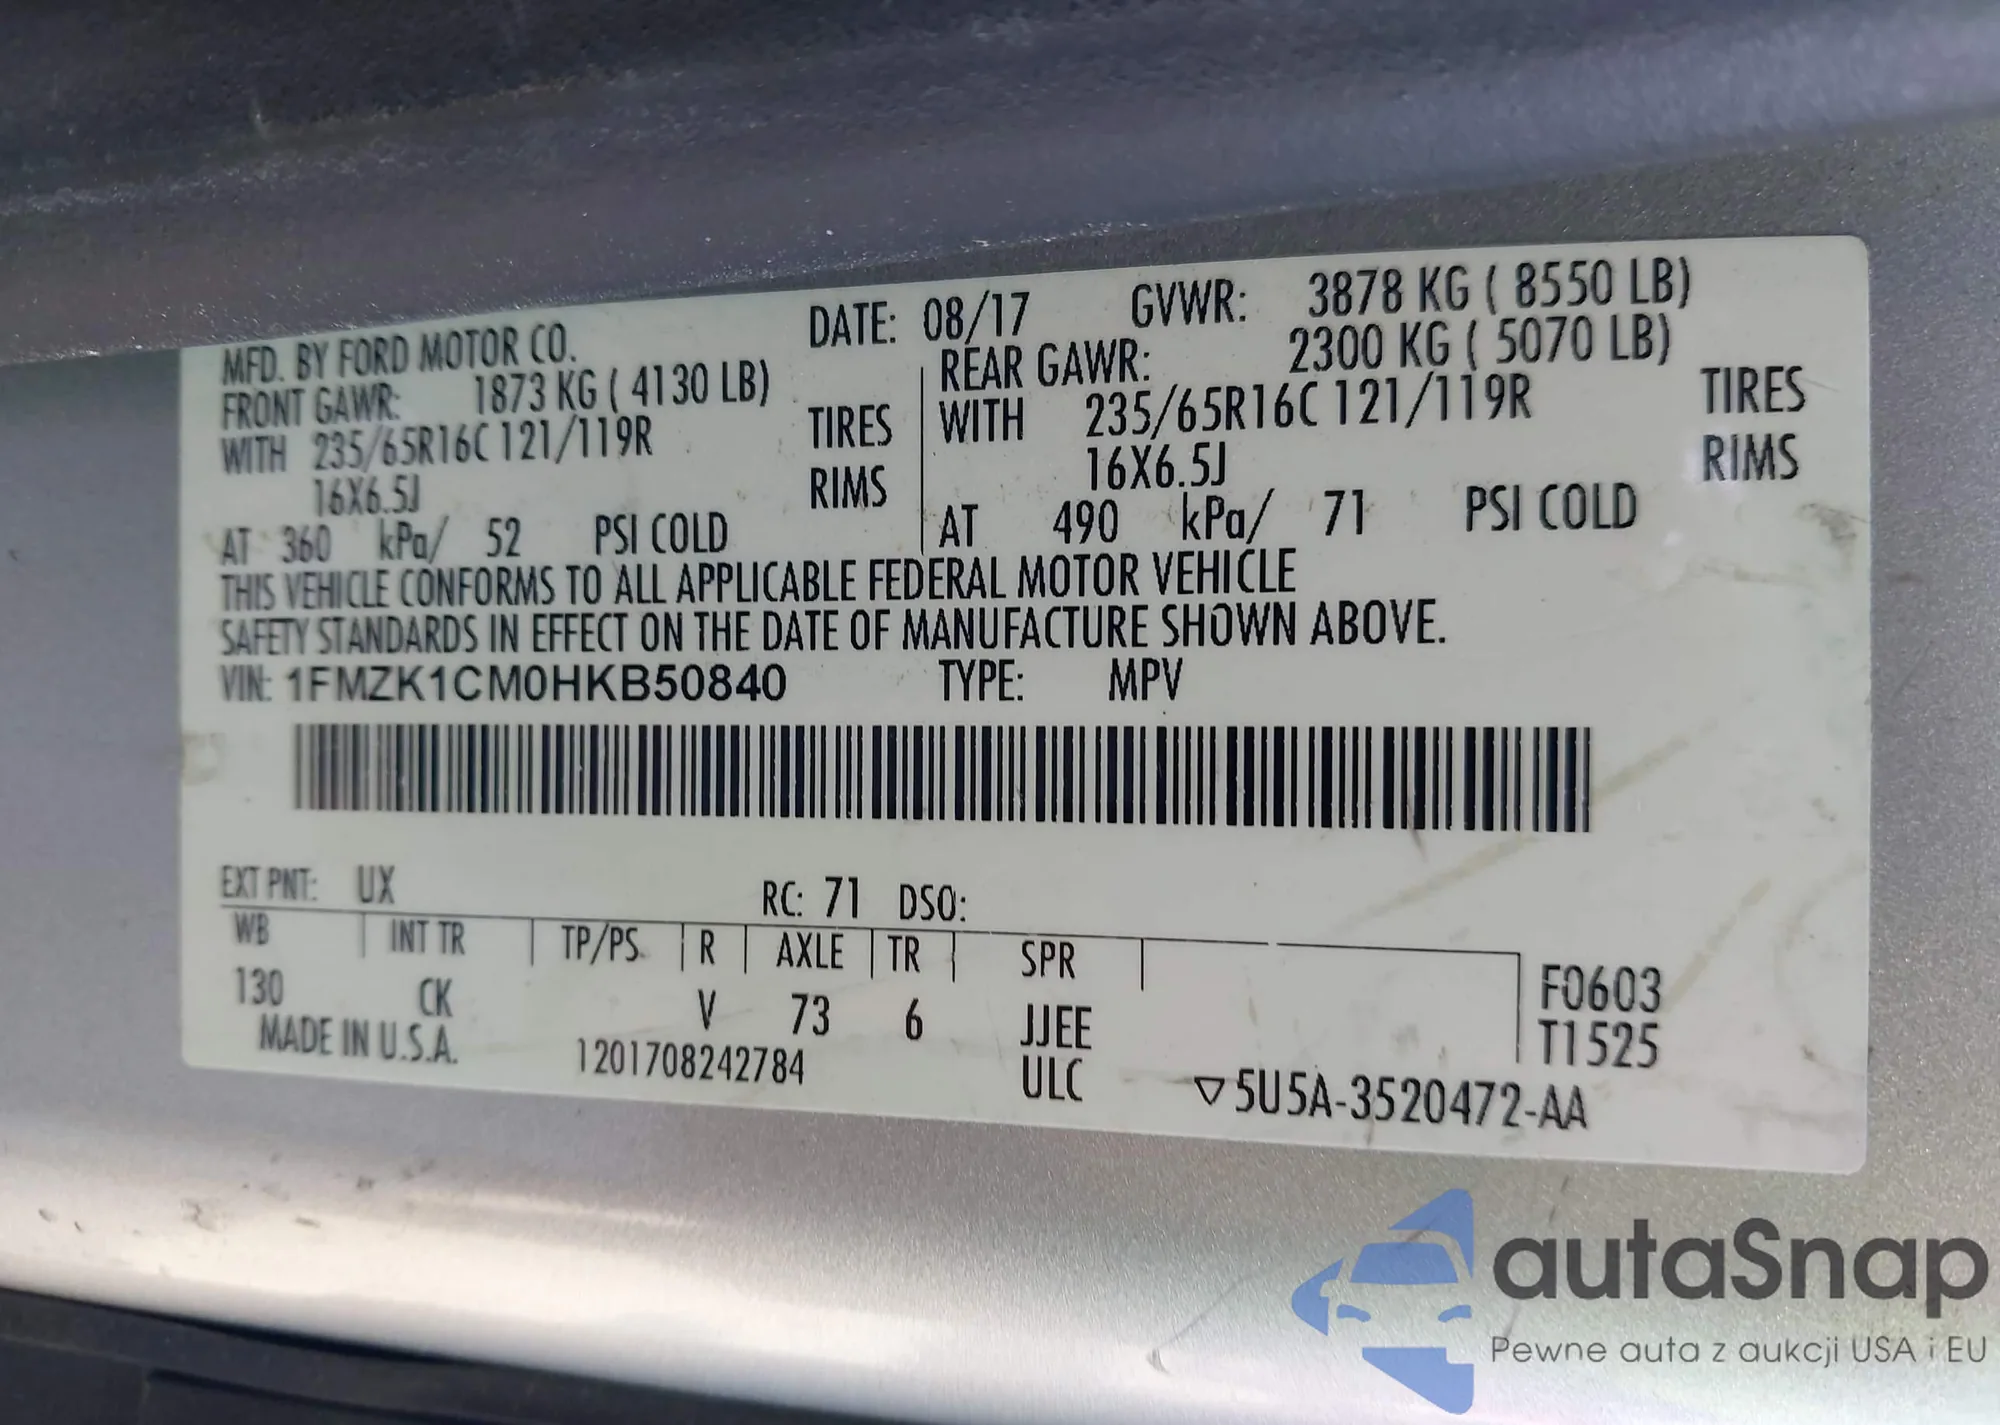 MFD. BY FORD MOTOR CO. DATE: 08/17 GVWR: 3878 KG ( 8550 LB)
FRONT GAWR: 1873 KG ( 4130 LB) REAR GAWR: 2300 KG ( 5070 LB)
WITH 235/65R16C 121/119R TIRES WITH 235/65R16C 121/119R TIRES
16X6.5J RIMS 16X6.5J RIMS
AT 360 kPa/ 52 PSI COLD AT 490 kPa/ 71 PSI COLD
THIS VEHICLE CONFORMS TO ALL APPLICABLE FEDERAL MOTOR VEHICLE
SAFETY STANDARDS IN EFFECT ON THE DATE OF MANUFACTURE SHOWN ABOVE.
VIN: 1FMZK1CM0HKB50840 TYPE: MPV
EXT PNT: UX RC: 71 DSO:
WB INT TR TP/PS R AXLE TR SPR
130 CK V 73 6 JJEE F0603
MADE IN U.S.A. 1201708242784 ULC T1525
▽5U5A-3520472-AA
autaSnap
Pewne auta z aukcji USA i EU